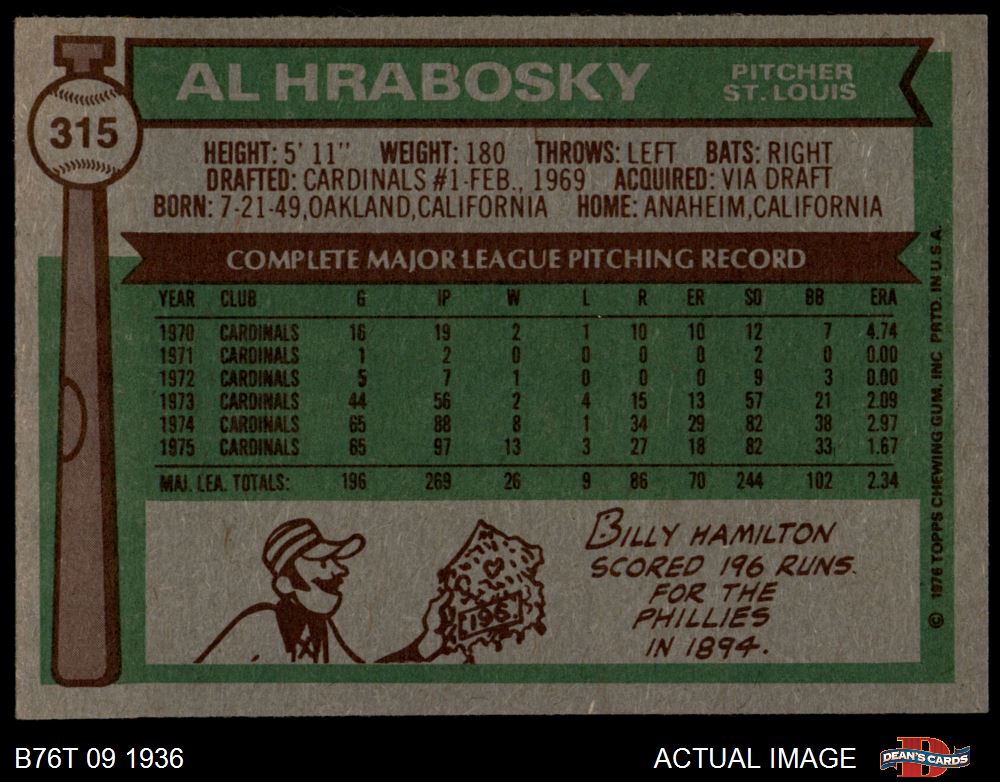 315
AL HRABOSKY
PITCHER
ST. LOUIS
HEIGHT: 5' 11" WEIGHT: 180 THROWS: LEFT BATS: RIGHT
DRAFTED: CARDINALS #1-FEB., 1969 ACQUIRED: VIA DRAFT
BORN: 7-21-49, OAKLAND, CALIFORNIA HOME: ANAHEIM, CALIFORNIA
COMPLETE MAJOR LEAGUE PITCHING RECORD
YEAR CLUB G IP W L R ER SO BB ERA
1970 CARDINALS 16 19 2 1 10 10 12 7 4.74
1971 CARDINALS 1 2 0 0 0 0 2 0 0.00
1972 CARDINALS 5 7 1 0 0 0 9 3 0.00
1973 CARDINALS 44 56 2 4 15 13 57 21 2.09
1974 CARDINALS 65 88 8 1 34 29 82 38 2.97
1975 CARDINALS 65 97 13 3 27 18 82 33 1.67
MAJ. LEA. TOTALS: 196 269 26 9 86 70 244 102 2.34
196
BILLY HAMILTON
SCORED 196 RUNS
FOR THE
PHILLIES
IN 1894.
© 1976 TOPPS CHEWING GUM, INC PRTD. IN U.S.A.
B76T 09 1936
ACTUAL IMAGE
DEAN'S CARDS